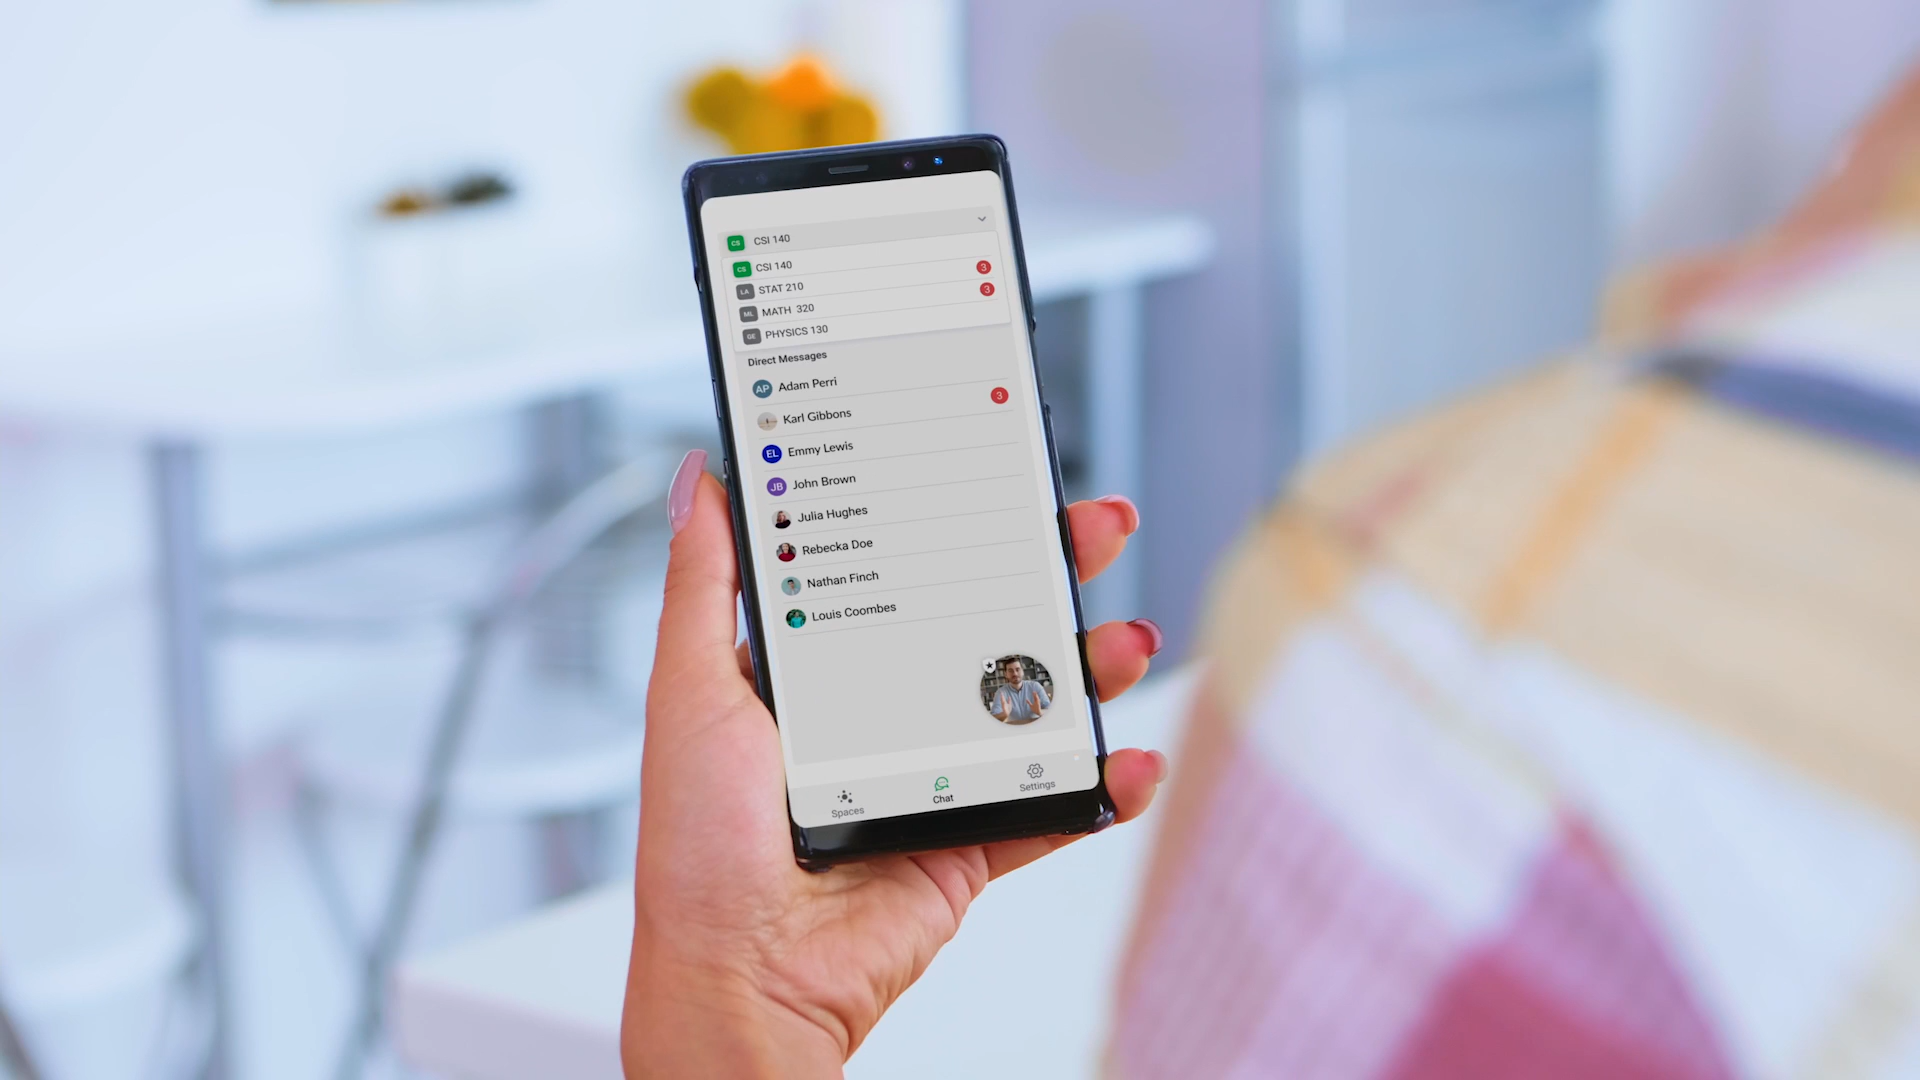 CS CSI 140
CS CSI 140
LA STAT 210 3
ML MATH 320 3
GE PHYSICS 130
Direct Messages
AP Adam Perri
Karl Gibbons 3
EL Emmy Lewis
JB John Brown
Julia Hughes
Rebecka Doe
Nathan Finch
Louis Coombes
Spaces
Chat
Settings